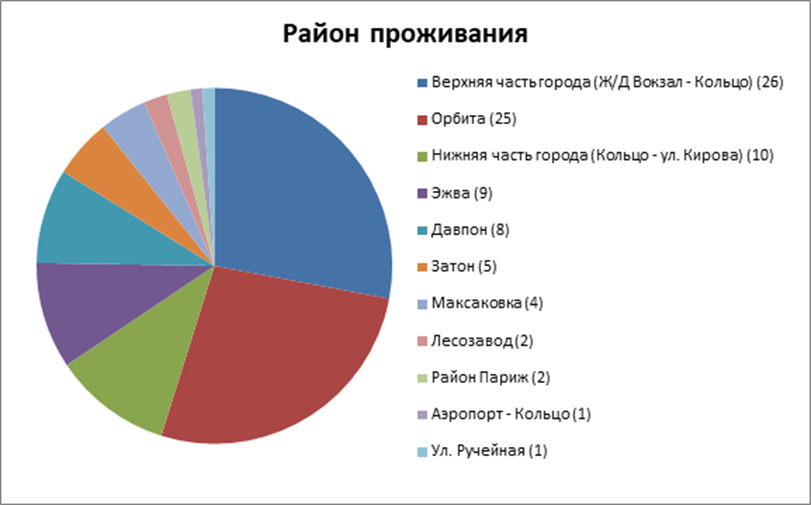 Район проживания
Верхняя часть города (Ж/Д Вокзал - Кольцо) (26)
Орбита (25)
Нижняя часть города (Кольцо - ул. Кирова) (10)
Эжва (9)
Давпон (8)
Затон (5)
Максаковка (4)
Лесозавод (2)
Район Париж (2)
Аэропорт - Кольцо (1)
Ул. Ручейная (1)